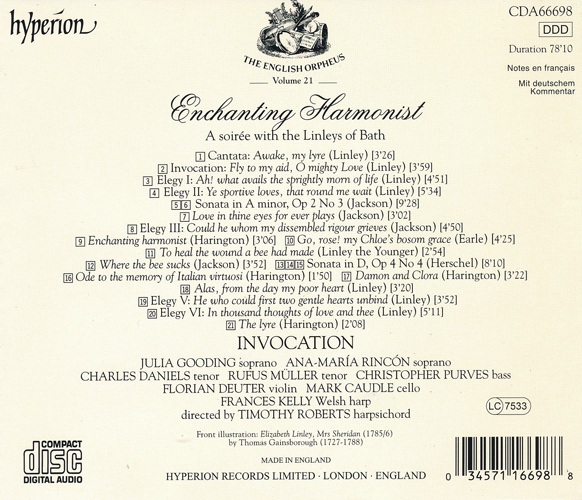 hyperion
CDA66698
DDD
Duration 78'10
Notes en français
Mit deutschem
Kommentar
THE ENGLISH ORPHEUS
Volume 21
Enchanting Harmonist
A soirée with the Linleys of Bath
1 Cantata: Awake, my lyre (Linley) [3'26]
2 Invocation: Fly to my aid, O mighty Love (Linley) [3'59]
3 Elegy I: Ah! what avails the sprightly morn of life (Linley) [4'51]
4 Elegy II: Ye sportive loves, that round me wait (Linley) [5'34]
5 6 Sonata in A minor, Op 2 No 3 (Jackson) [9'28]
7 Love in thine eyes for ever plays (Jackson) [3'02]
8 Elegy III: Could he whom my dissembled rigour grieves (Jackson) [4'50]
9 Enchanting harmonist (Harington) [3'06] 10 Go, rose! my Chloe's bosom grace (Earle) [4'25]
11 To heal the wound a bee had made (Linley the Younger) [2'54]
12 Where the bee sucks (Jackson) [3'52] 13 14 15 Sonata in D, Op 4 No 4 (Herschel) [8'10]
16 Ode to the memory of Italian virtuosi (Harington) [1'50] 17 Damon and Clora (Harington) [3'22]
18 Alas, from the day my poor heart (Linley) [3'20]
19 Elegy V: He who could first two gentle hearts unbind (Linley) [3'52]
20 Elegy VI: In thousand thoughts of love and thee (Linley) [5'11]
21 The lyre (Harington) [2'08]
INVOCATION
JULIA GOODING soprano ANA-MARÍA RINCÓN soprano
CHARLES DANIELS tenor RUFUS MÜLLER tenor CHRISTOPHER PURVES bass
FLORIAN DEUTER violin MARK CAUDLE cello
FRANCES KELLY Welsh harp
directed by TIMOTHY ROBERTS harpsichord
LC 7533
Front illustration: Elizabeth Linley, Mrs Sheridan (1785/6)
by Thomas Gainsborough (1727-1788)
MADE IN ENGLAND
HYPERION RECORDS LIMITED · LONDON · ENGLAND
COMPACT
disc
DIGITAL AUDIO
0 34571 16698 8